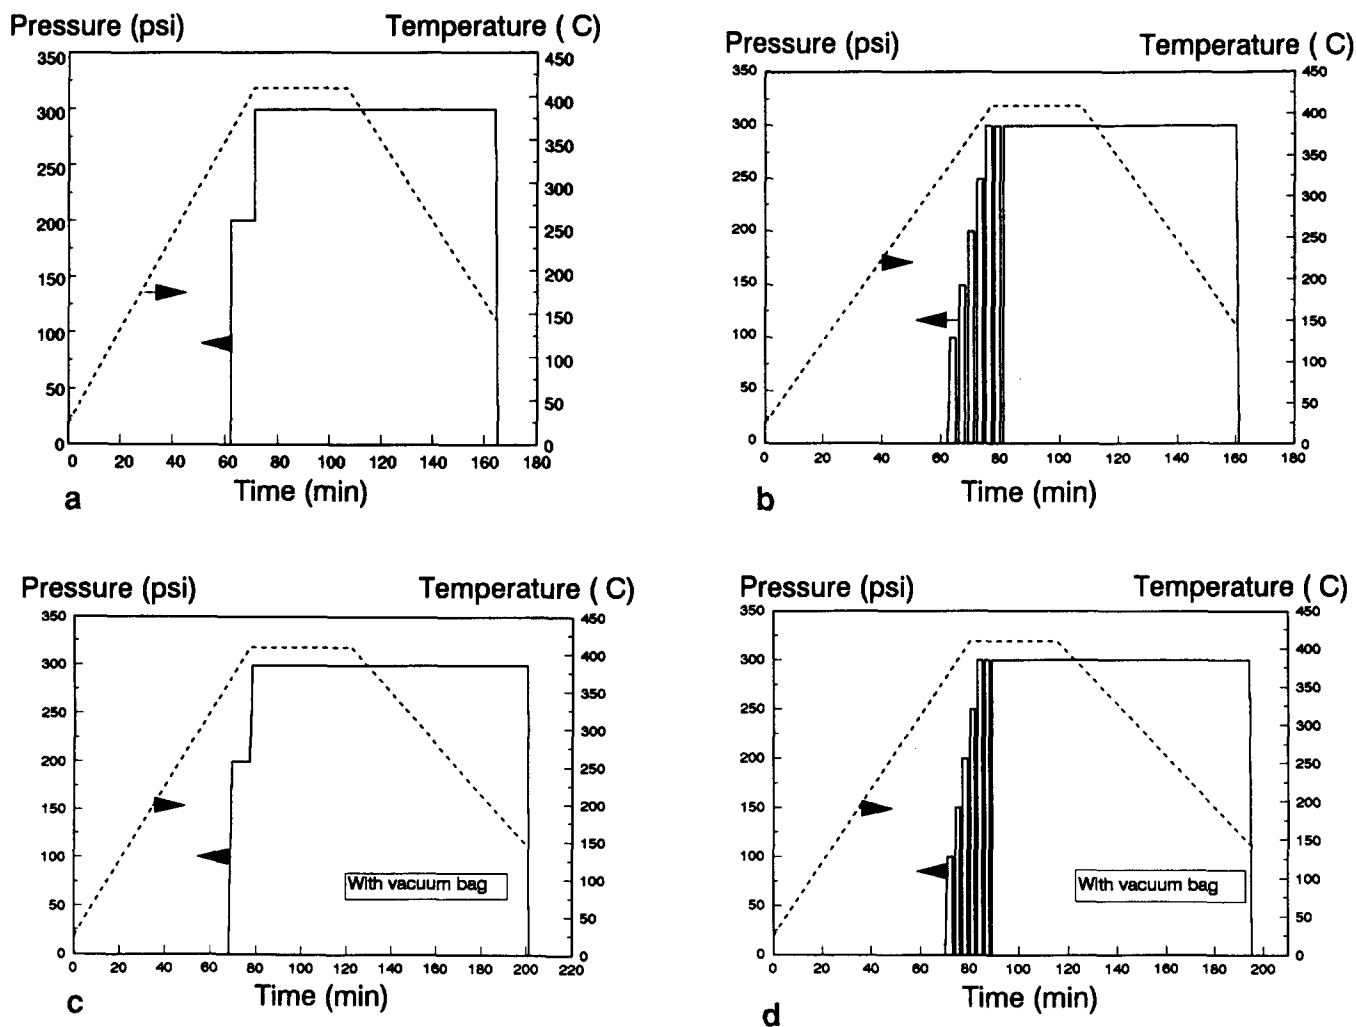 Pressure (psi) Temperature ( C)
350 450
300 400
250 350
200 300
150 250
100 200
50 150
0 100
50
0
0 20 40 60 80 100 120 140 160 180
Time (min)
a
Pressure (psi) Temperature ( C)
350 450
300 400
250 350
200 300
150 250
100 200
50 150
0 100
50
0
0 20 40 60 80 100 120 140 160 180
Time (min)
b
Pressure (psi) Temperature ( C)
350 450
300 400
250 350
200 300
150 250
100 200
50 150
0 100
50
0
With vacuum bag
0 20 40 60 80 100 120 140 160 180 200 220
Time (min)
c
Pressure (psi) Temperature ( C)
350 450
300 400
250 350
200 300
150 250
100 200
50 150
0 100
50
0
With vacuum bag
0 20 40 60 80 100 120 140 160 180 200
Time (min)
d